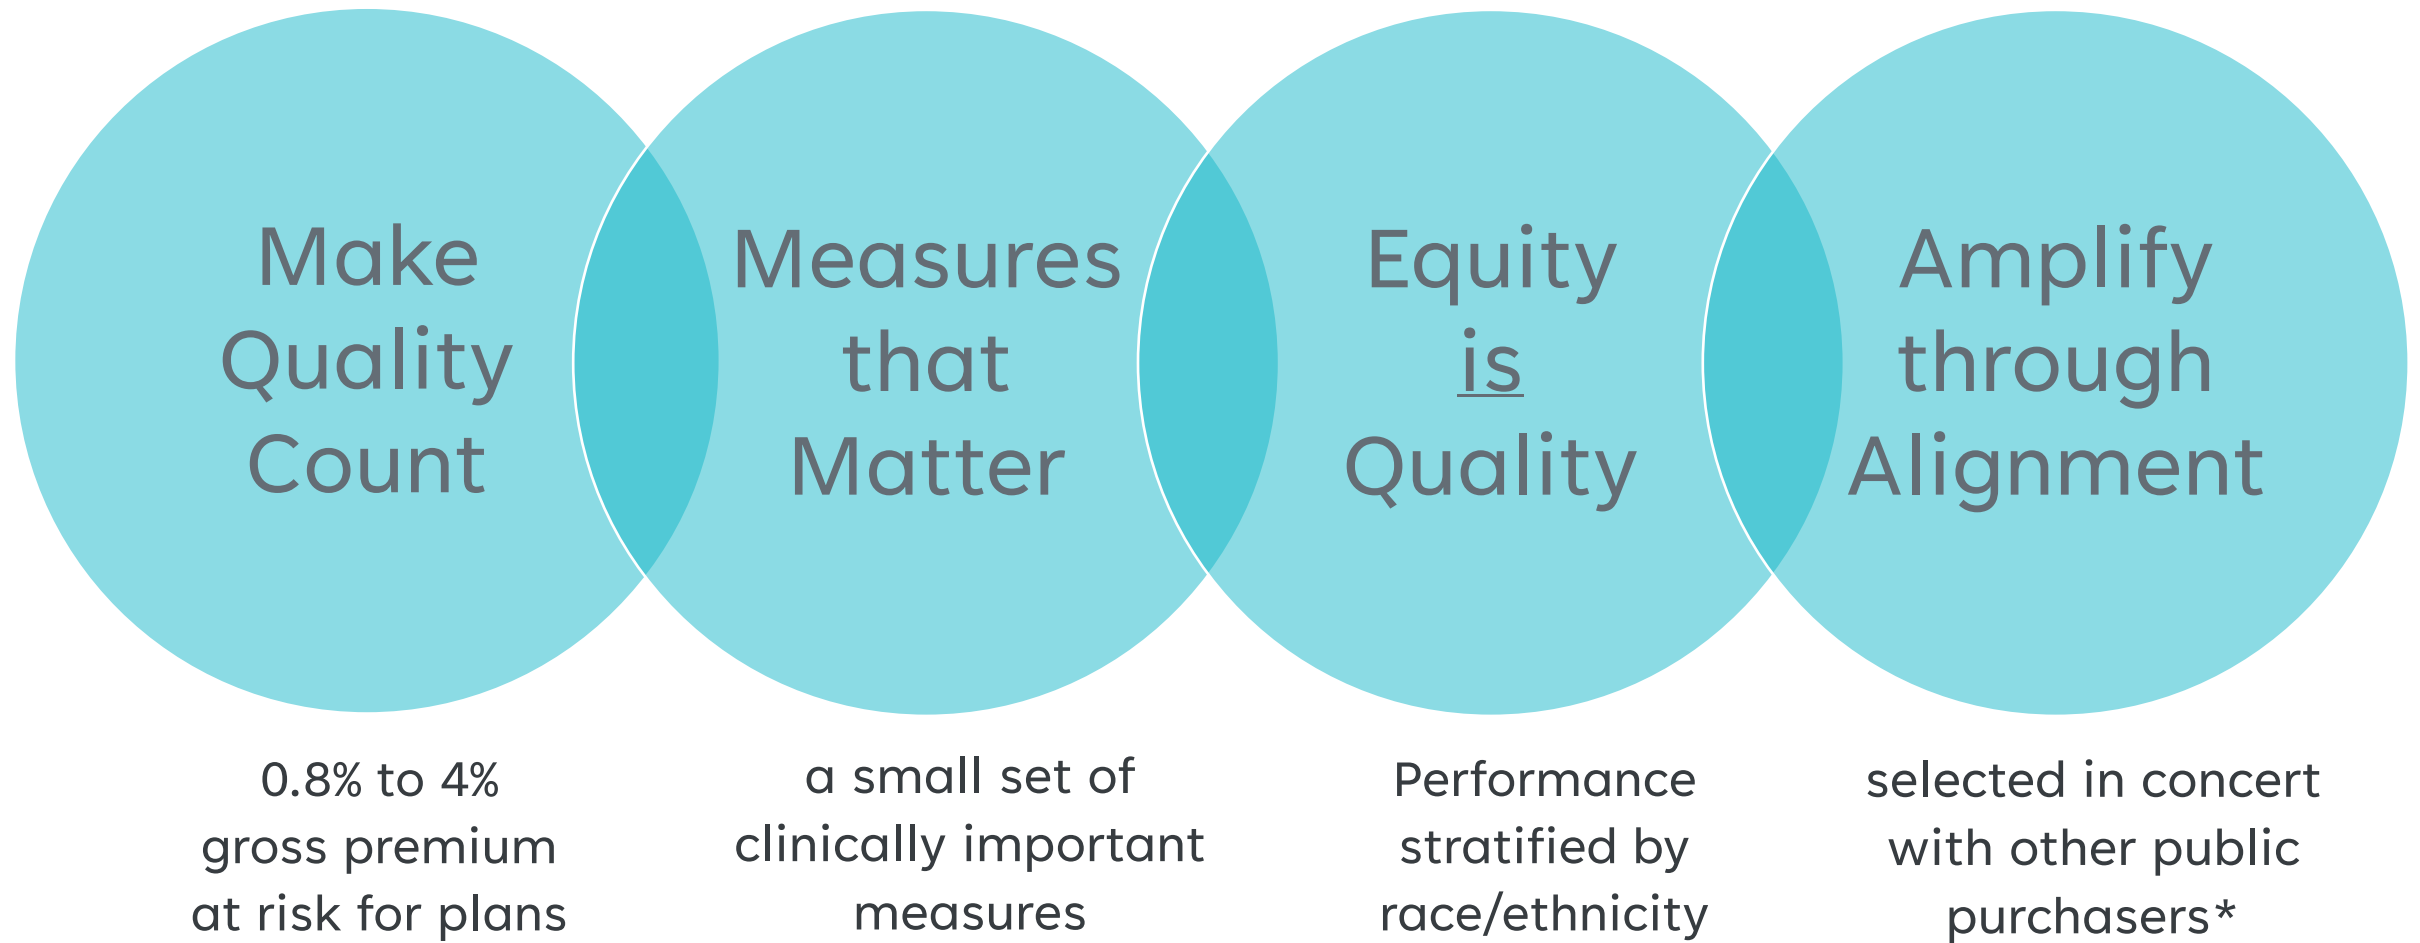 Make
Quality
Count
Measures
that
Matter
Equity
is
Quality
Amplify
through
Alignment
0.8% to 4%
gross premium
at risk for plans
a small set of
clinically important
measures
Performance
stratified by
race/ethnicity
selected in concert
with other public
purchasers*